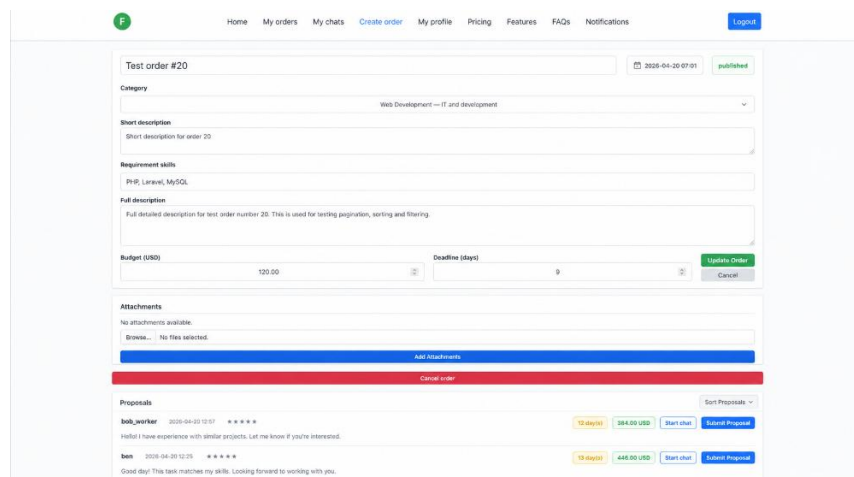 F Home My orders My chats Create order My profile Pricing Features FAQs Notifications Logout
Test order #20 2026-04-20 07:01 published
Category
Web Development — IT and development
Short description
Short description for order 20
Requirement skills
PHP, Laravel, MySQL
Full description
Full detailed description for test order number 20. This is used for testing pagination, sorting and filtering.
Budget (USD) Deadline (days)
120.00 9
Update Order
Cancel
Attachments
No attachments available.
Browse... No files selected.
Add Attachments
Cancel order
Proposals Sort Proposals
bob_worker 2026-04-20 12:57 ★★★★★ 12 day(s) 384.00 USD Start chat Submit Proposal
Hello! I have experience with similar projects. Let me know if you're interested.
ben 2026-04-20 12:25 ★★★★★ day(s) 446.00 USD Start chat Submit Proposal
Good day! This task matches my skills. Looking forward to working with you.